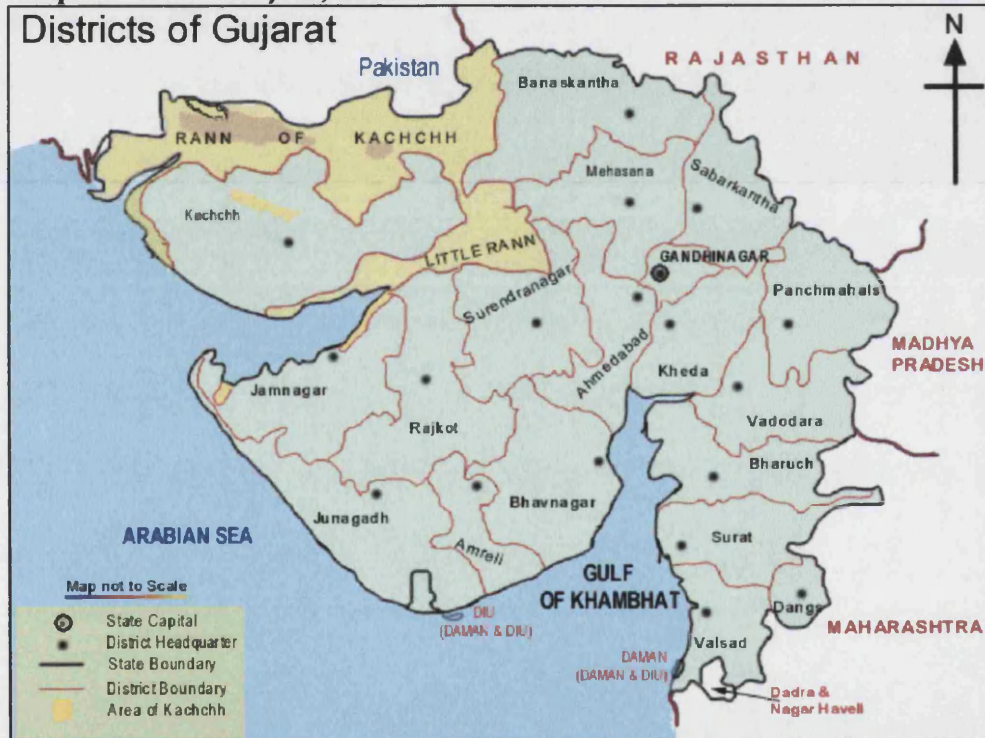 Districts of Gujarat
N
Pakistan
RAJASTHAN
Banaskantha
RANN OF KACHCHH
Mehasana
Sabarkantha
Kachchh
LITTLE RANN
GANDHINAGAR
Surendranagar
Panchmahals
Ahmedabad
MADHYA
PRADESH
Kheda
Jamnagar
Rajkot
Vadodara
Bharuch
Junagadh
Bhavnagar
ARABIAN SEA
Amreli
Surat
GULF
OF KHAMBHAT
Dangs
MAHARASHTRA
Valsad
DIU
(DAMAN & DIU)
DAMAN
(DAMAN & DIU)
Dadra &
Nagar Haveli
Map not to Scale
State Capital
District Headquarter
State Boundary
District Boundary
Area of Kachchh